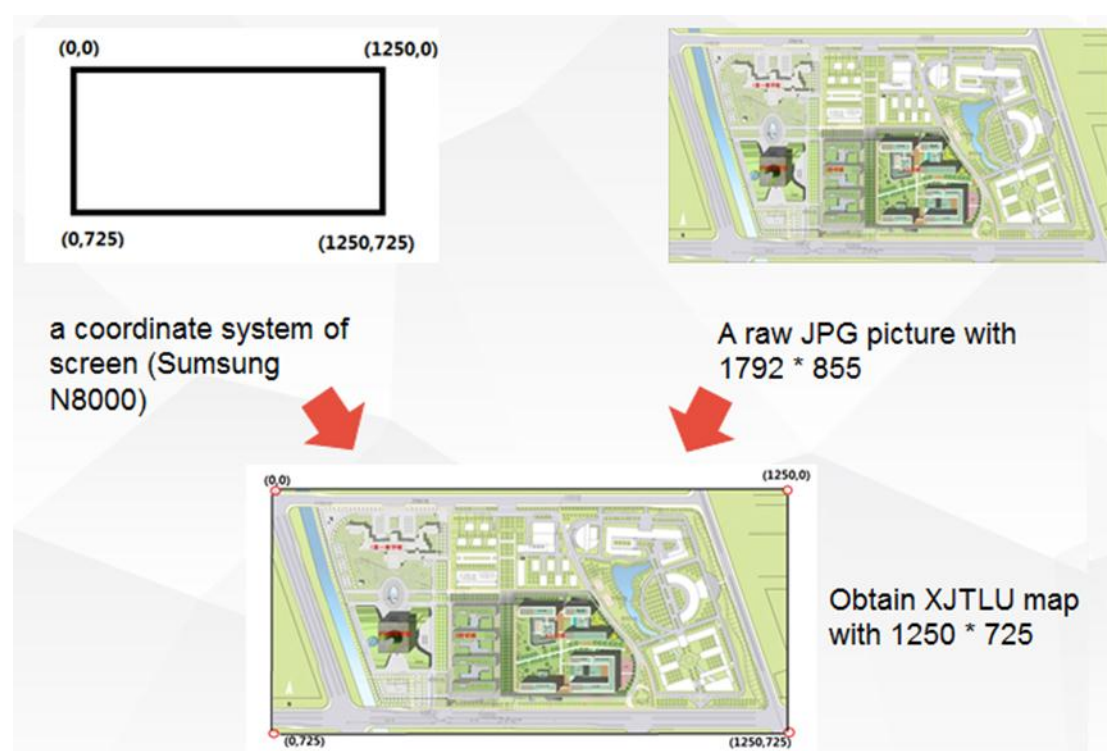 (0,0)
(1250,0)
(0,725)
(1250,725)
a coordinate system of
screen (Sumsung
N8000)
A raw JPG picture with
1792 * 855
(0,0)
(1250,0)
(0,725)
(1250,725)
Obtain XJTLU map
with 1250 * 725